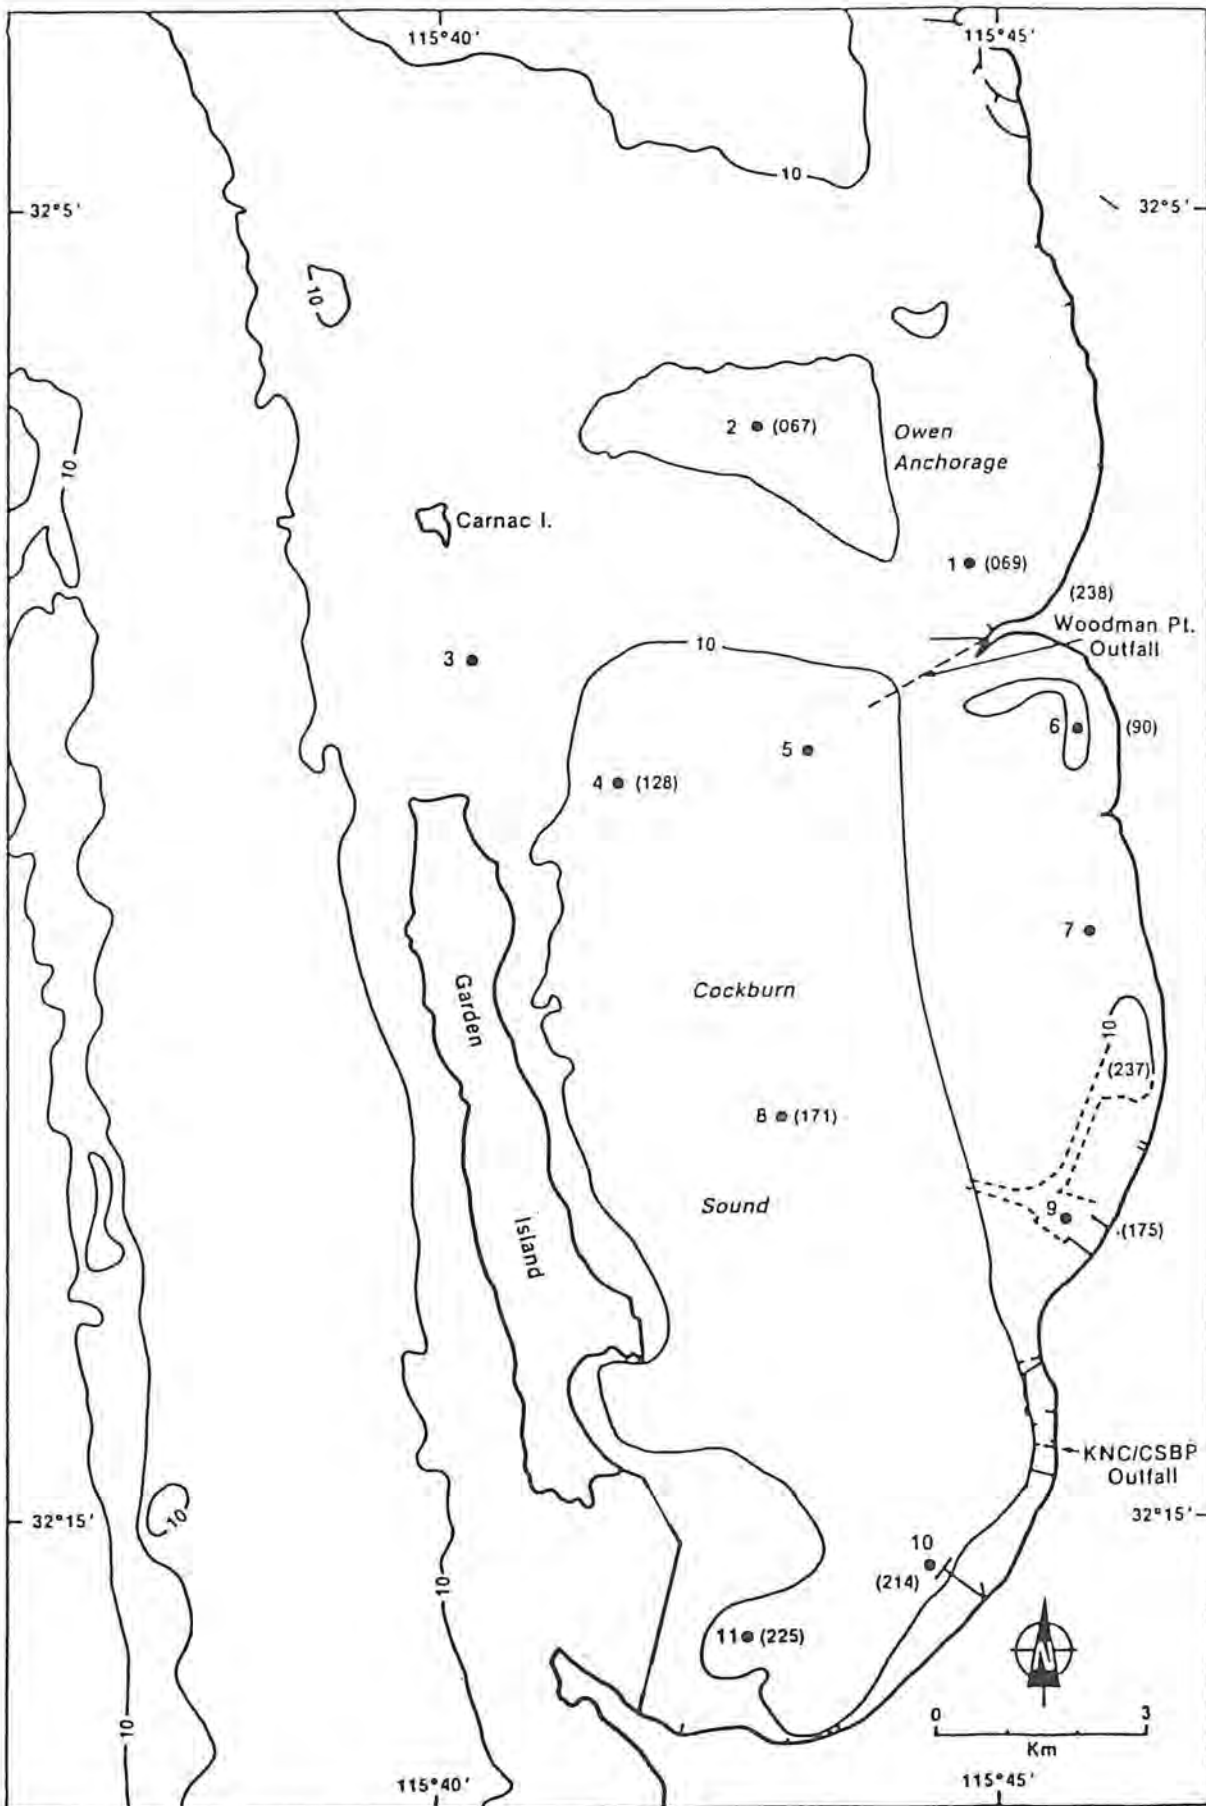 115°40'
115°45'
10
32°5'
32°5'
10
10
2 (067)
Owen
Anchorage
Carnac I.
1 (069)
(238)
Woodman Pt.
Outfall
3
10
6
(90)
5
4 (128)
7
Garden
Cockburn
10
(237)
8 (171)
Island
Sound
9
(175)
KNC/CSBP
Outfall
10
32°15'
32°15'
10
10
(214)
11 (225)
N
10
0
3
Km
115°40'
115°45'